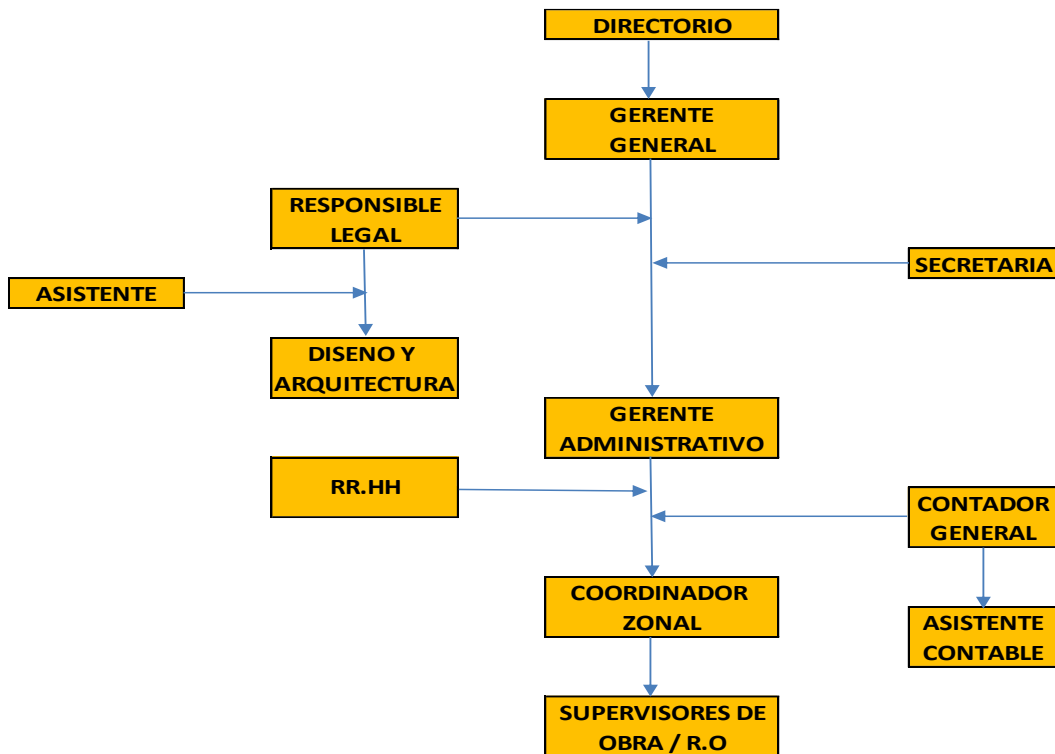 DIRECTORIO
GERENTE
GENERAL
RESPONSIBLE
LEGAL
SECRETARIA
ASISTENTE
DISENO Y
ARQUITECTURA
GERENTE
ADMINISTRATIVO
RR.HH
CONTADOR
GENERAL
COORDINADOR
ZONAL
ASISTENTE
CONTABLE
SUPERVISORES DE
OBRA / R.O